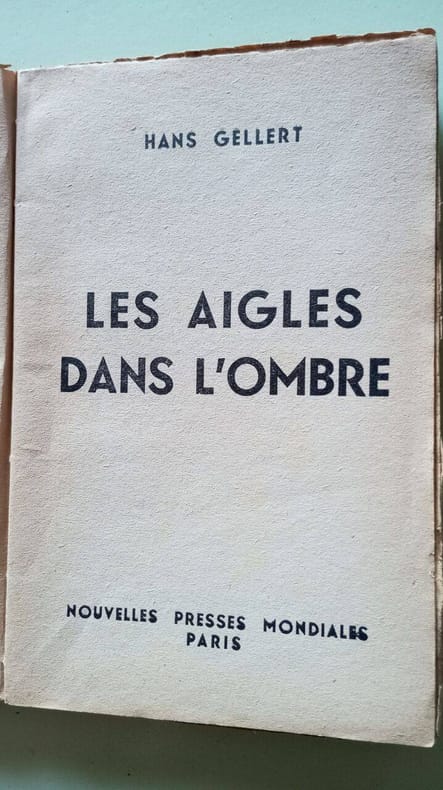 HANS GELLERT
LES AIGLES
DANS L'OMBRE
NOUVELLES PRESSES MONDIALES
PARIS